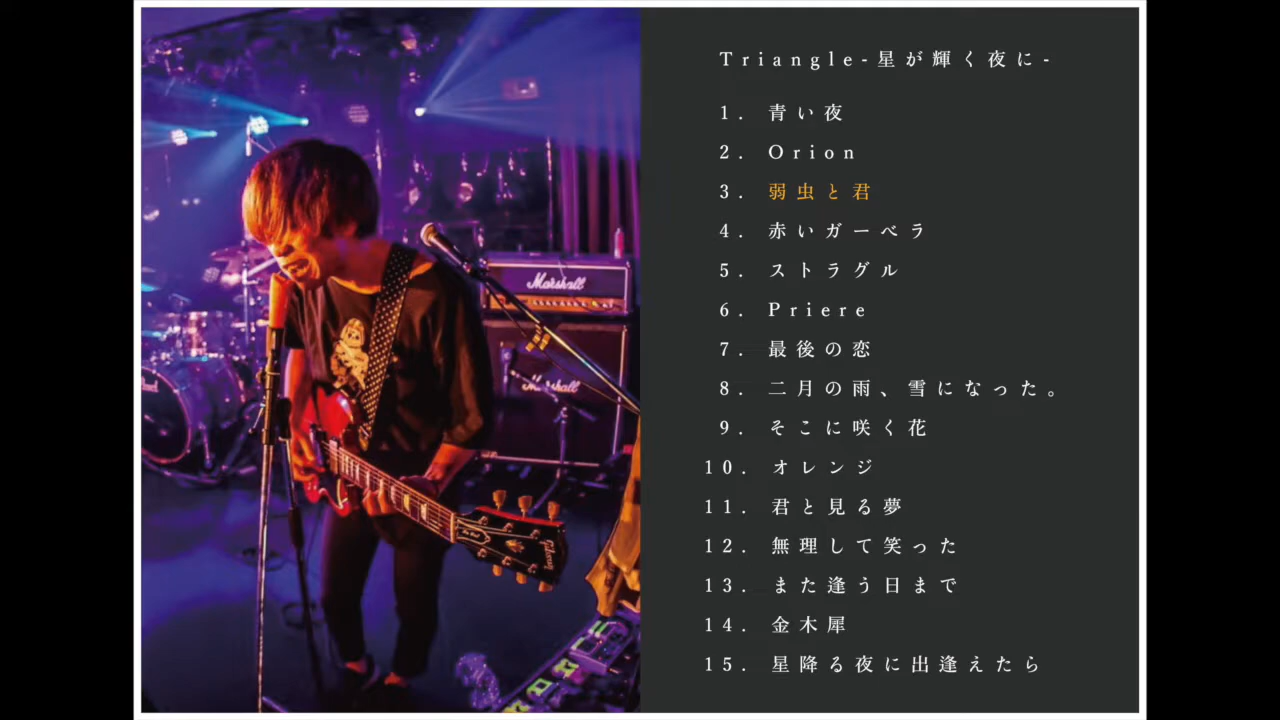 Triangle-星が輝く夜に-
1. 青い夜
2. Orion
3. 弱虫と君
4. 赤いガーベラ
5. ストラグル
6. Priere
7. 最後の恋
8. 二月の雨、雪になった。
9. そこに咲く花
10. オレンジ
11. 君と見る夢
12. 無理して笑った
13. また逢う日まで
14. 金木犀
15. 星降る夜に出逢えたら
Marshall
Marshall
Gibson